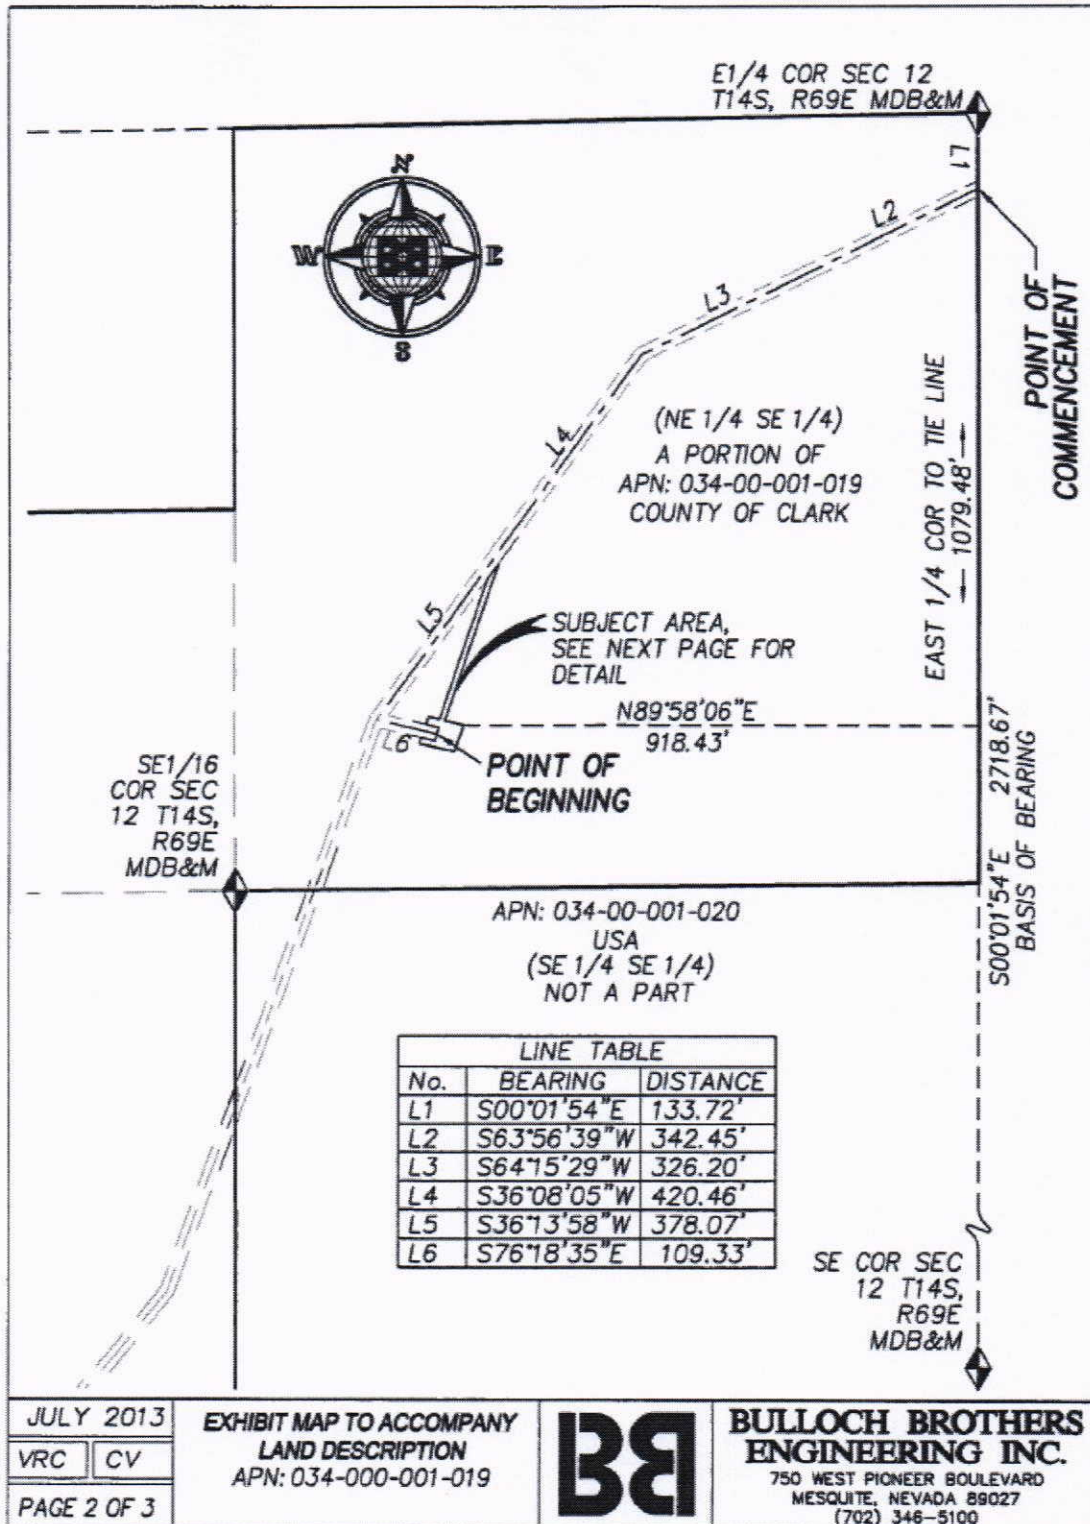 E1/4 COR SEC 12
T14S, R69E MDB&M
N
W
E
S
L1
L2
L3
L4
L5
L6
POINT OF
COMMENCEMENT
(NE 1/4 SE 1/4)
A PORTION OF
APN: 034-00-001-019
COUNTY OF CLARK
EAST 1/4 COR TO TIE LINE
1079.48'
SUBJECT AREA,
SEE NEXT PAGE FOR
DETAIL
N89°58'06"E
918.43'
POINT OF
BEGINNING
S00°01'54"E 2718.67'
BASIS OF BEARING
SE1/16
COR SEC
12 T14S,
R69E
MDB&M
APN: 034-00-001-020
USA
(SE 1/4 SE 1/4)
NOT A PART
LINE TABLE
No. BEARING DISTANCE
L1 S00°01'54"E 133.72'
L2 S63°56'39"W 342.45'
L3 S64°15'29"W 326.20'
L4 S36°08'05"W 420.46'
L5 S36°13'58"W 378.07'
L6 S76°18'35"E 109.33'
SE COR SEC
12 T14S,
R69E
MDB&M
JULY 2013
VRC CV
PAGE 2 OF 3
EXHIBIT MAP TO ACCOMPANY
LAND DESCRIPTION
APN: 034-000-001-019
BB
BULLOCH BROTHERS
ENGINEERING INC.
750 WEST PIONEER BOULEVARD
MESQUITE, NEVADA 89027
(702) 346-5100